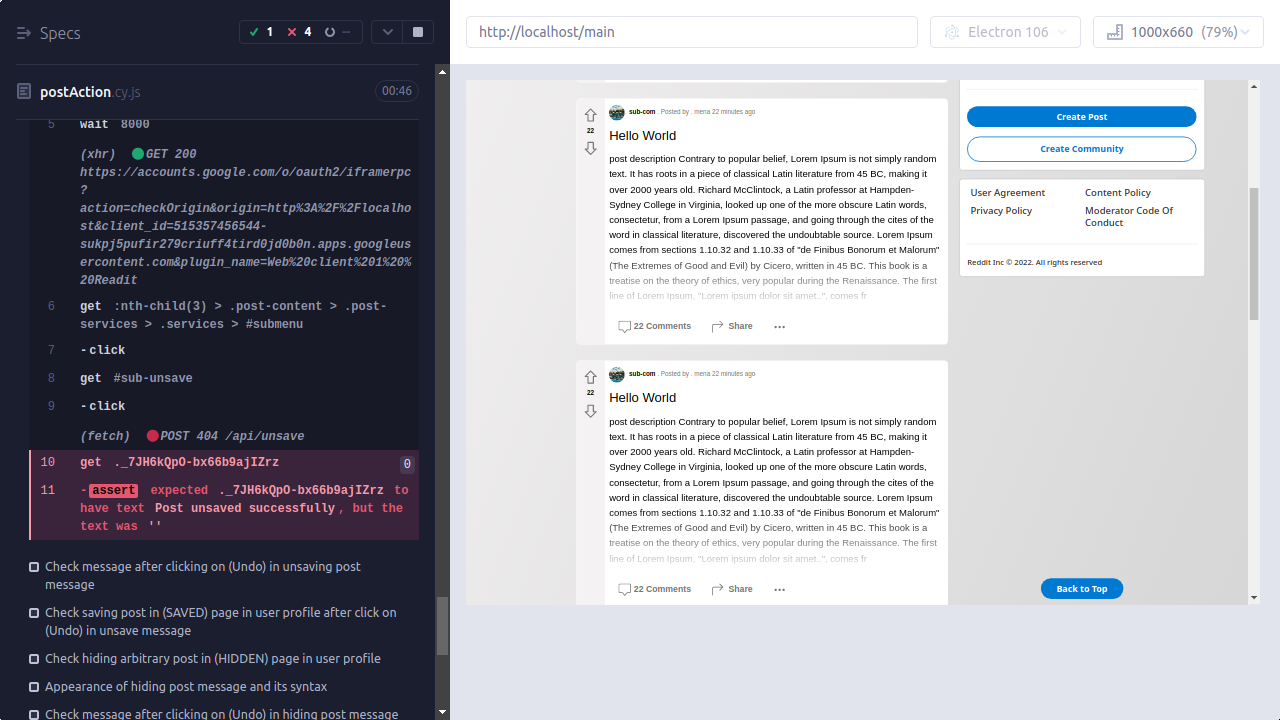 Specs
1
4
--
http://localhost/main
Electron 106
1000x660 (79%)
postAction.cy.js
00:46
5 wait 8000
(xhr) GET 200
https://accounts.google.com/o/oauth2/iframerpc
?
action=checkOrigin&origin=http%3A%2F%2Flocalho
st&client_id=515357456544-
sukpj5pufir279criuff4tird0jd0b0n.apps.googleus
ercontent.com&plugin_name=Web%20client%201%20%
20Readit
6 get :nth-child(3) > .post-content > .post-
services > .services > #submenu
7 -click
8 get #sub-unsave
9 -click
(fetch) POST 404 /api/unsave
10 get ._7JH6kQpO-bx66b9ajIZrz 0
11 -assert expected ._7JH6kQpO-bx66b9ajIZrz to
have text Post unsaved successfully, but the
text was ''
Check message after clicking on (Undo) in unsaving post
message
Check saving post in (SAVED) page in user profile after click on
(Undo) in unsave message
Check hiding arbitrary post in (HIDDEN) page in user profile
Appearance of hiding post message and its syntax
Check message after clicking on (Undo) in hiding post message
sub-com . Posted by . mena 22 minutes ago
22
Hello World
post description Contrary to popular belief, Lorem Ipsum is not simply random
text. It has roots in a piece of classical Latin literature from 45 BC, making it
over 2000 years old. Richard McClintock, a Latin professor at Hampden-
Sydney College in Virginia, looked up one of the more obscure Latin words,
consectetur, from a Lorem Ipsum passage, and going through the cites of the
word in classical literature, discovered the undoubtable source. Lorem Ipsum
comes from sections 1.10.32 and 1.10.33 of "de Finibus Bonorum et Malorum"
(The Extremes of Good and Evil) by Cicero, written in 45 BC. This book is a
treatise on the theory of ethics, very popular during the Renaissance. The first
line of Lorem Ipsum, "Lorem ipsum dolor sit amet..", comes fr
22 Comments Share ...
sub-com . Posted by . mena 22 minutes ago
22
Hello World
post description Contrary to popular belief, Lorem Ipsum is not simply random
text. It has roots in a piece of classical Latin literature from 45 BC, making it
over 2000 years old. Richard McClintock, a Latin professor at Hampden-
Sydney College in Virginia, looked up one of the more obscure Latin words,
consectetur, from a Lorem Ipsum passage, and going through the cites of the
word in classical literature, discovered the undoubtable source. Lorem Ipsum
comes from sections 1.10.32 and 1.10.33 of "de Finibus Bonorum et Malorum"
(The Extremes of Good and Evil) by Cicero, written in 45 BC. This book is a
treatise on the theory of ethics, very popular during the Renaissance. The first
line of Lorem Ipsum, "Lorem ipsum dolor sit amet..", comes fr
22 Comments Share ...
Create Post
Create Community
User Agreement Content Policy
Privacy Policy Moderator Code Of
Conduct
Reddit Inc © 2022. All rights reserved
Back to Top